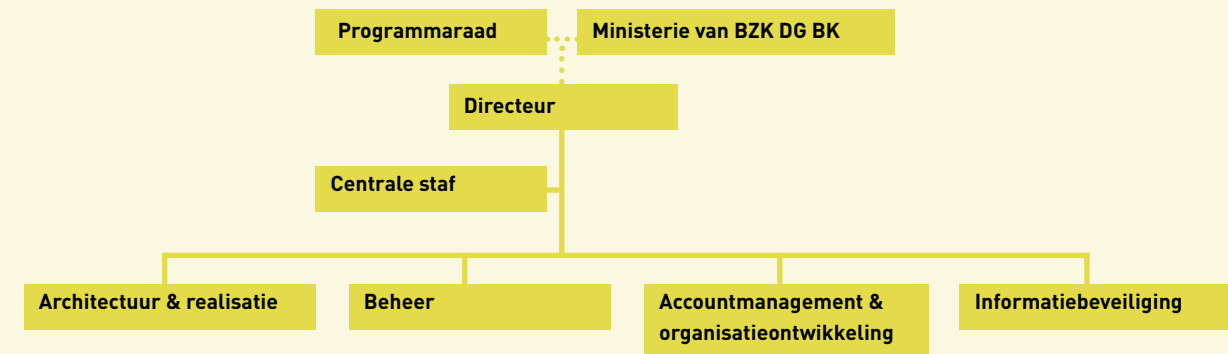 Programmaraad
Ministerie van BZK DG BK
Directeur
Centrale staf
Architectuur & realisatie
Beheer
Accountmanagement &
organisatieontwikkeling
Informatiebeveiliging